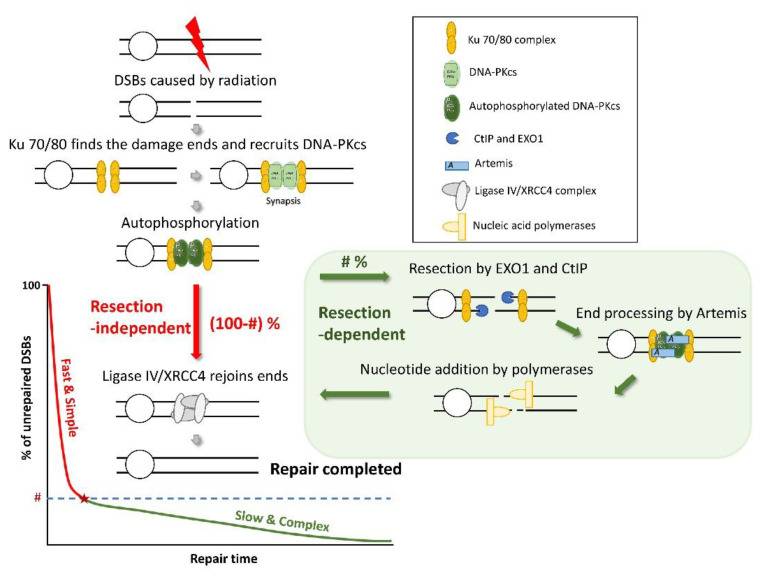 DSBs caused by radiation
Ku 70/80 finds the damage ends and recruits DNA-PKcs
Synapsis
Autophosphorylation
Ku 70/80 complex
DNA-PKcs
Autophosphorylated DNA-PKcs
CtIP and EXO1
A
Artemis
Ligase IV/XRCC4 complex
Nucleic acid polymerases
# %
Resection by EXO1 and CtIP
Resection
-dependent
End processing by Artemis
A
A
Nucleotide addition by polymerases
Resection
-independent
(100-#) %
Ligase IV/XRCC4 rejoins ends
Repair completed
100
% of unrepaired DSBs
Fast & Simple
#
Slow & Complex
Repair time